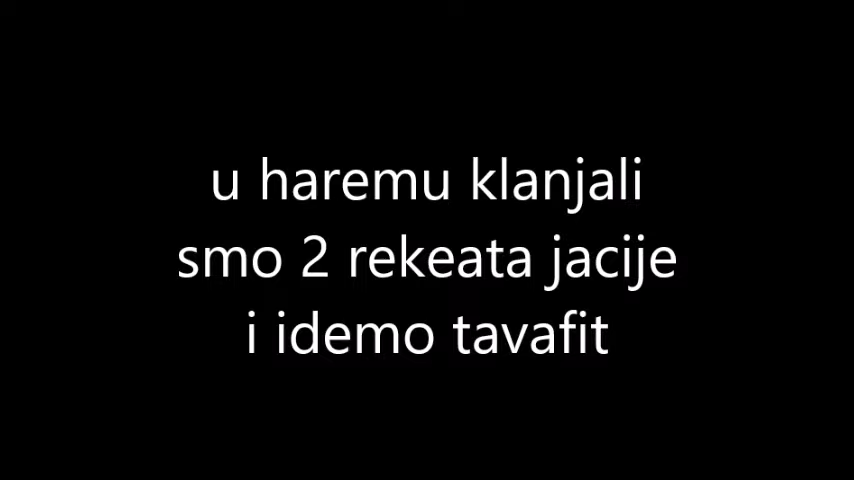 u haremu klanjali
smo 2 rekeata jacije
i idemo tavafit